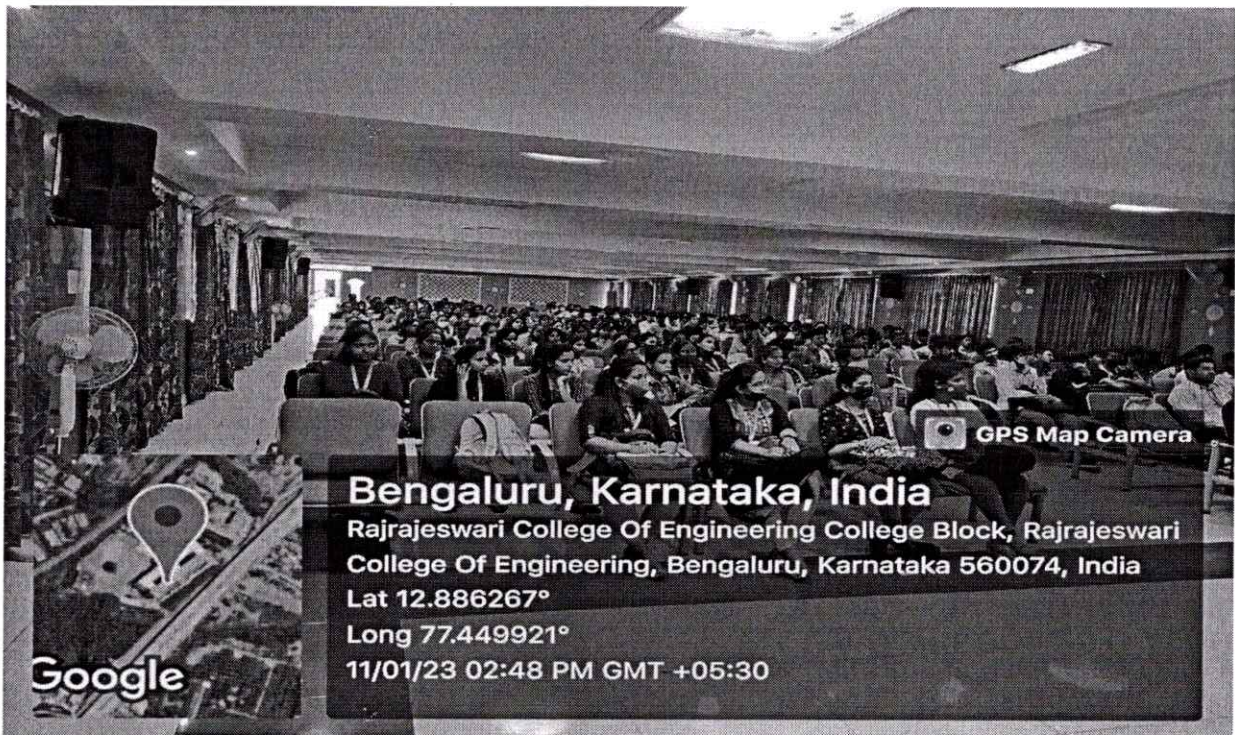 GPS Map Camera
Bengaluru, Karnataka, India
Rajrajeswari College Of Engineering College Block, Rajrajeswari
College Of Engineering, Bengaluru, Karnataka 560074, India
Lat 12.886267°
Long 77.449921°
11/01/23 02:48 PM GMT +05:30
Google